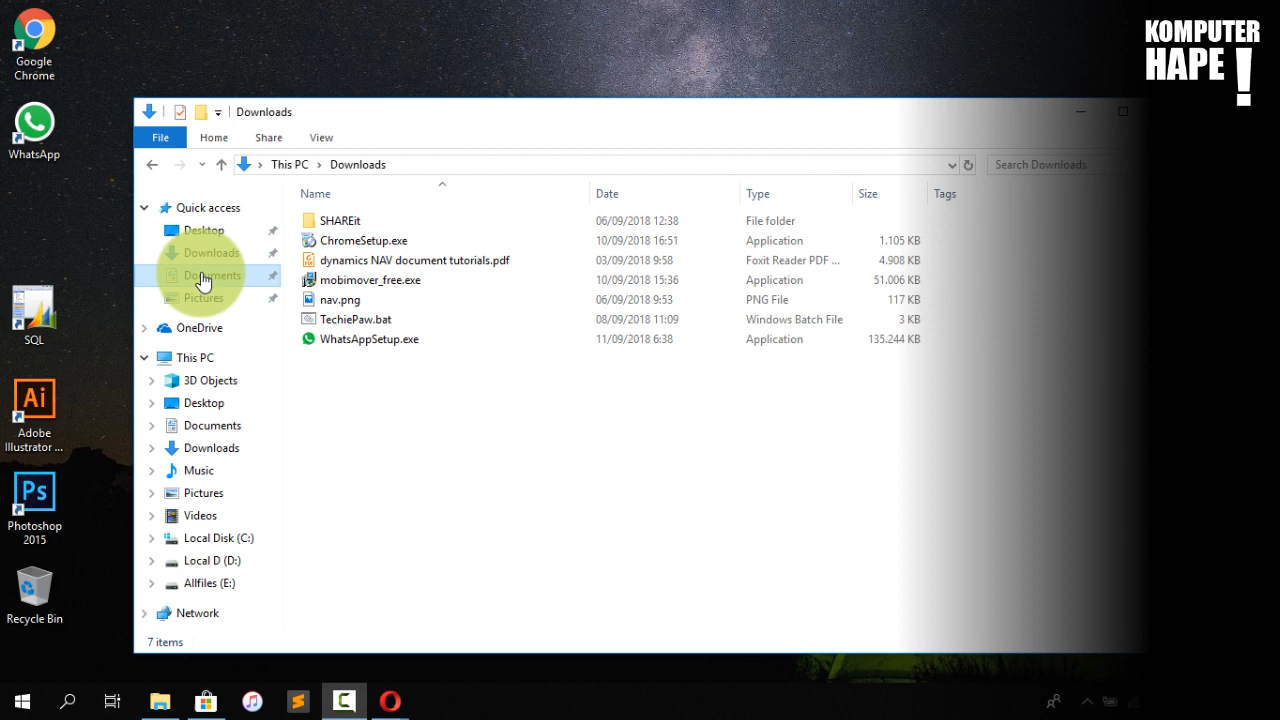 KOMPUTER
HAPE!
Google
Chrome
WhatsApp
SQL
Ai
Adobe
Illustrator ...
Ps
Photoshop
2015
Recycle Bin
Downloads
File Home Share View
This PC Downloads
Search Downloads
Quick access
Desktop
Downloads
Documents
Pictures
OneDrive
This PC
3D Objects
Desktop
Documents
Downloads
Music
Pictures
Videos
Local Disk (C:)
Local D (D:)
Allfiles (E:)
Network
Name Date Type Size Tags
SHAREit 06/09/2018 12:38 File folder
ChromeSetup.exe 10/09/2018 16:51 Application 1.105 KB
dynamics NAV document tutorials.pdf 03/09/2018 9:58 Foxit Reader PDF ... 4.908 KB
mobimover_free.exe 10/09/2018 15:36 Application 51.006 KB
nav.png 06/09/2018 9:53 PNG File 117 KB
TechiePaw.bat 08/09/2018 11:09 Windows Batch File 3 KB
WhatsAppSetup.exe 11/09/2018 6:38 Application 135.244 KB
7 items